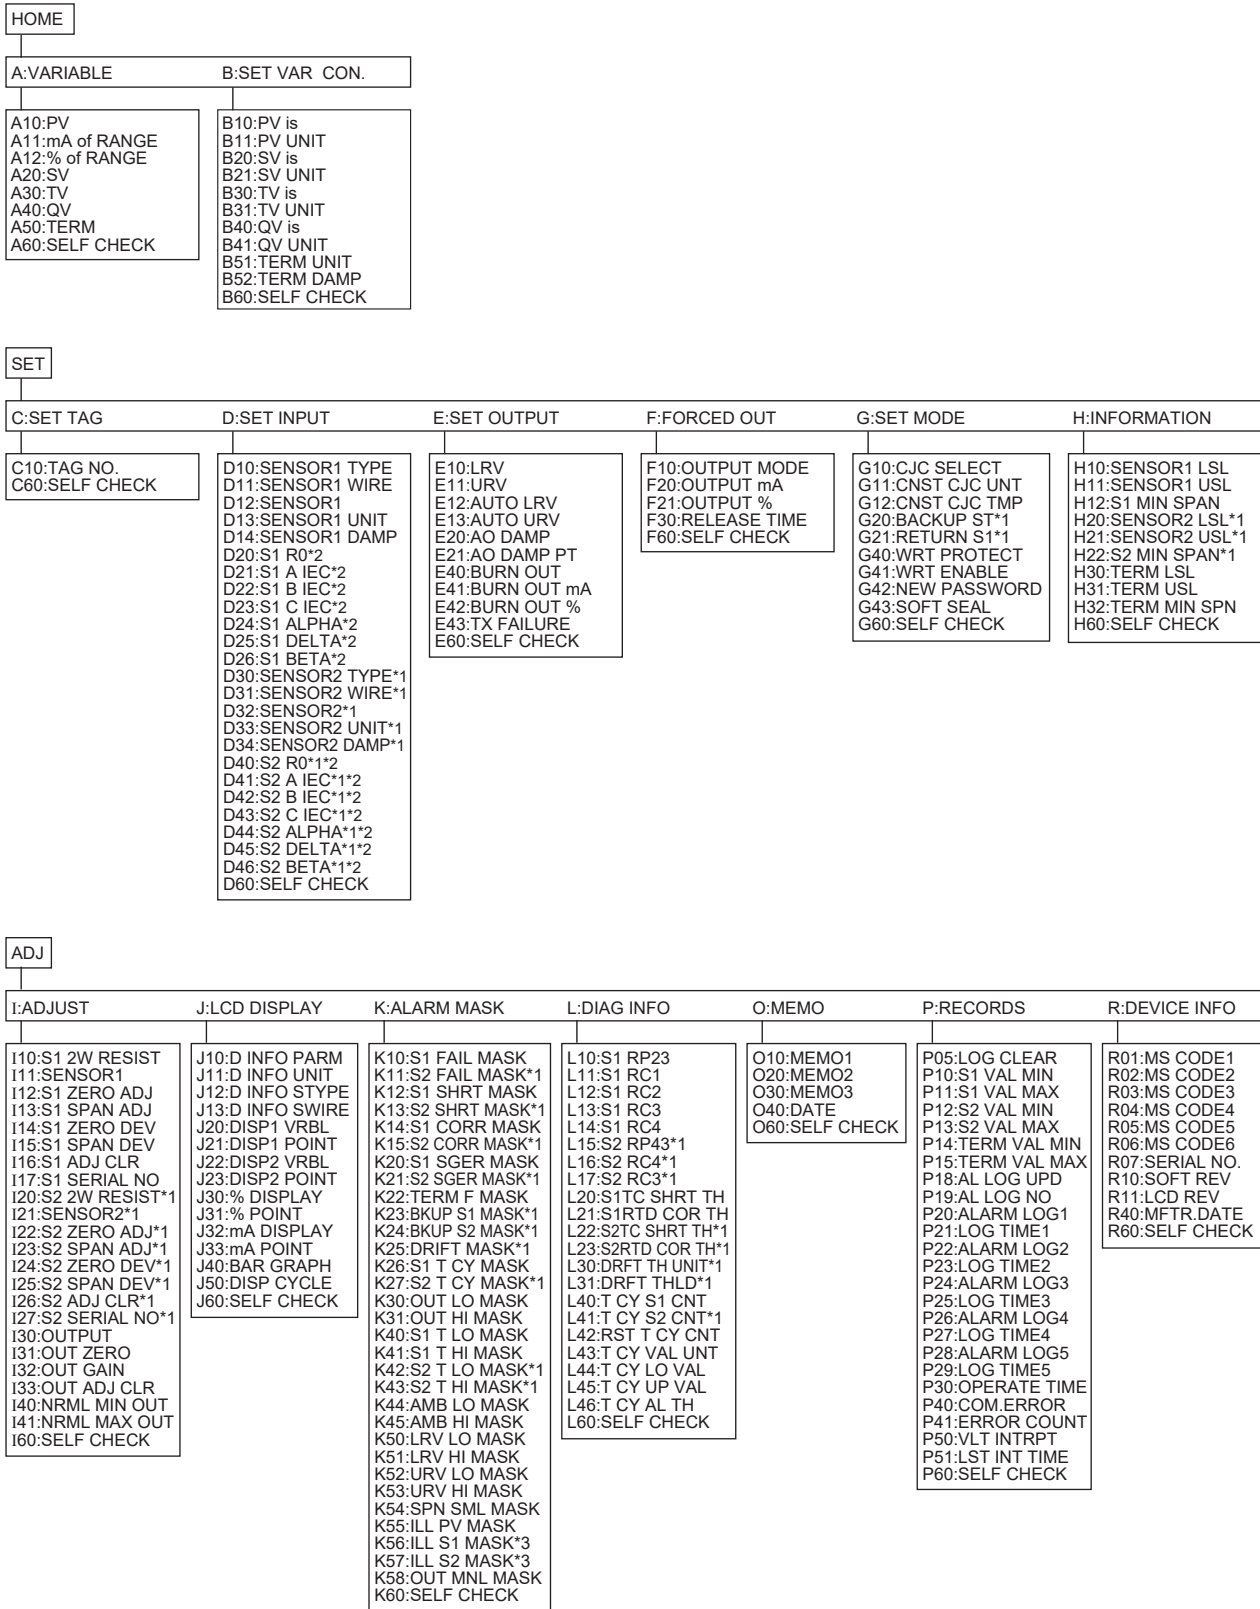 HOME
A:VARIABLE
B:SET VAR CON.
A10:PV
A11:mA of RANGE
A12:% of RANGE
A20:SV
A30:TV
A40:QV
A50:TERM
A60:SELF CHECK
B10:PV is
B11:PV UNIT
B20:SV is
B21:SV UNIT
B30:TV is
B31:TV UNIT
B40:QV is
B41:QV UNIT
B51:TERM UNIT
B52:TERM DAMP
B60:SELF CHECK
SET
C:SET TAG
D:SET INPUT
E:SET OUTPUT
F:FORCED OUT
G:SET MODE
H:INFORMATION
C10:TAG NO.
C60:SELF CHECK
D10:SENSOR1 TYPE
D11:SENSOR1 WIRE
D12:SENSOR1
D13:SENSOR1 UNIT
D14:SENSOR1 DAMP
D20:S1 R0*2
D21:S1 A IEC*2
D22:S1 B IEC*2
D23:S1 C IEC*2
D24:S1 ALPHA*2
D25:S1 DELTA*2
D26:S1 BETA*2
D30:SENSOR2 TYPE*1
D31:SENSOR2 WIRE*1
D32:SENSOR2*1
D33:SENSOR2 UNIT*1
D34:SENSOR2 DAMP*1
D40:S2 R0*1*2
D41:S2 A IEC*1*2
D42:S2 B IEC*1*2
D43:S2 C IEC*1*2
D44:S2 ALPHA*1*2
D45:S2 DELTA*1*2
D46:S2 BETA*1*2
D60:SELF CHECK
E10:LRV
E11:URV
E12:AUTO LRV
E13:AUTO URV
E20:AO DAMP
E21:AO DAMP PT
E40:BURN OUT
E41:BURN OUT mA
E42:BURN OUT %
E43:TX FAILURE
E60:SELF CHECK
F10:OUTPUT MODE
F20:OUTPUT mA
F21:OUTPUT %
F30:RELEASE TIME
F60:SELF CHECK
G10:CJC SELECT
G11:CNST CJC UNT
G12:CNST CJC TMP
G20:BACKUP ST*1
G21:RETURN S1*1
G40:WRT PROTECT
G41:WRT ENABLE
G42:NEW PASSWORD
G43:SOFT SEAL
G60:SELF CHECK
H10:SENSOR1 LSL
H11:SENSOR1 USL
H12:S1 MIN SPAN
H20:SENSOR2 LSL*1
H21:SENSOR2 USL*1
H22:S2 MIN SPAN*1
H30:TERM LSL
H31:TERM USL
H32:TERM MIN SPN
H60:SELF CHECK
ADJ
I:ADJUST
J:LCD DISPLAY
K:ALARM MASK
L:DIAG INFO
O:MEMO
P:RECORDS
R:DEVICE INFO
I10:S1 2W RESIST
I11:SENSOR1
I12:S1 ZERO ADJ
I13:S1 SPAN ADJ
I14:S1 ZERO DEV
I15:S1 SPAN DEV
I16:S1 ADJ CLR
I17:S1 SERIAL NO
I20:S2 2W RESIST*1
I21:SENSOR2*1
I22:S2 ZERO ADJ*1
I23:S2 SPAN ADJ*1
I24:S2 ZERO DEV*1
I25:S2 SPAN DEV*1
I26:S2 ADJ CLR*1
I27:S2 SERIAL NO*1
I30:OUTPUT
I31:OUT ZERO
I32:OUT GAIN
I33:OUT ADJ CLR
I40:NRML MIN OUT
I41:NRML MAX OUT
I60:SELF CHECK
J10:D INFO PARM
J11:D INFO UNIT
J12:D INFO STYPE
J13:D INFO SWIRE
J20:DISP1 VRBL
J21:DISP1 POINT
J22:DISP2 VRBL
J23:DISP2 POINT
J30:% DISPLAY
J31:% POINT
J32:mA DISPLAY
J33:mA POINT
J40:BAR GRAPH
J50:DISP CYCLE
J60:SELF CHECK
K10:S1 FAIL MASK
K11:S2 FAIL MASK*1
K12:S1 SHRT MASK
K13:S2 SHRT MASK*1
K14:S1 CORR MASK
K15:S2 CORR MASK*1
K20:S1 SGER MASK
K21:S2 SGER MASK*1
K22:TERM F MASK
K23:BKUP S1 MASK*1
K24:BKUP S2 MASK*1
K25:DRIFT MASK*1
K26:S1 T CY MASK
K27:S2 T CY MASK*1
K30:OUT LO MASK
K31:OUT HI MASK
K40:S1 T LO MASK
K41:S1 T HI MASK
K42:S2 T LO MASK*1
K43:S2 T HI MASK*1
K44:AMB LO MASK
K45:AMB HI MASK
K50:LRV LO MASK
K51:LRV HI MASK
K52:URV LO MASK
K53:URV HI MASK
K54:SPN SML MASK
K55:ILL PV MASK
K56:ILL S1 MASK*3
K57:ILL S2 MASK*3
K58:OUT MNL MASK
K60:SELF CHECK
L10:S1 RP23
L11:S1 RC1
L12:S1 RC2
L13:S1 RC3
L14:S1 RC4
L15:S2 RP43*1
L16:S2 RC4*1
L17:S2 RC3*1
L20:S1TC SHRT TH
L21:S1RTD COR TH
L22:S2TC SHRT TH*1
L23:S2RTD COR TH*1
L30:DRFT TH UNIT*1
L31:DRFT THLD*1
L40:T CY S1 CNT
L41:T CY S2 CNT*1
L42:RST T CY CNT
L43:T CY VAL UNT
L44:T CY LO VAL
L45:T CY UP VAL
L46:T CY AL TH
L60:SELF CHECK
O10:MEMO1
O20:MEMO2
O30:MEMO3
O40:DATE
O60:SELF CHECK
P05:LOG CLEAR
P10:S1 VAL MIN
P11:S1 VAL MAX
P12:S2 VAL MIN
P13:S2 VAL MAX
P14:TERM VAL MIN
P15:TERM VAL MAX
P18:AL LOG UPD
P19:AL LOG NO
P20:ALARM LOG1
P21:LOG TIME1
P22:ALARM LOG2
P23:LOG TIME2
P24:ALARM LOG3
P25:LOG TIME3
P26:ALARM LOG4
P27:LOG TIME4
P28:ALARM LOG5
P29:LOG TIME5
P30:OPERATE TIME
P40:COM.ERROR
P41:ERROR COUNT
P50:VLT INTRPT
P51:LST INT TIME
P60:SELF CHECK
R01:MS CODE1
R02:MS CODE2
R03:MS CODE3
R04:MS CODE4
R05:MS CODE5
R06:MS CODE6
R07:SERIAL NO.
R10:SOFT REV
R11:LCD REV
R40:MFTR.DATE
R60:SELF CHECK